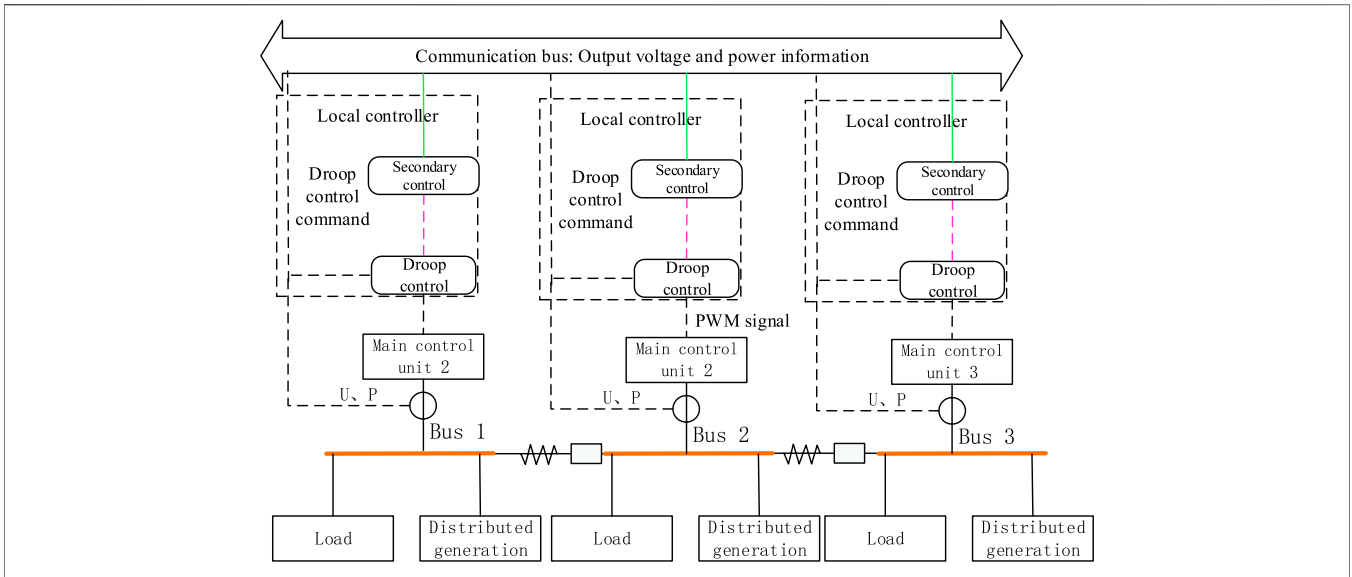 Communication bus: Output voltage and power information
Local controller
Secondary
control
Droop
control
command
Droop
control
Main control
unit 2
U、P
Bus 1
Load
Distributed
generation
Local controller
Secondary
control
Droop
control
command
Droop
control
PWM signal
Main control
unit 2
U、P
Bus 2
Load
Distributed
generation
Local controller
Secondary
control
Droop
control
command
Droop
control
Main control
unit 3
U、P
Bus 3
Load
Distributed
generation